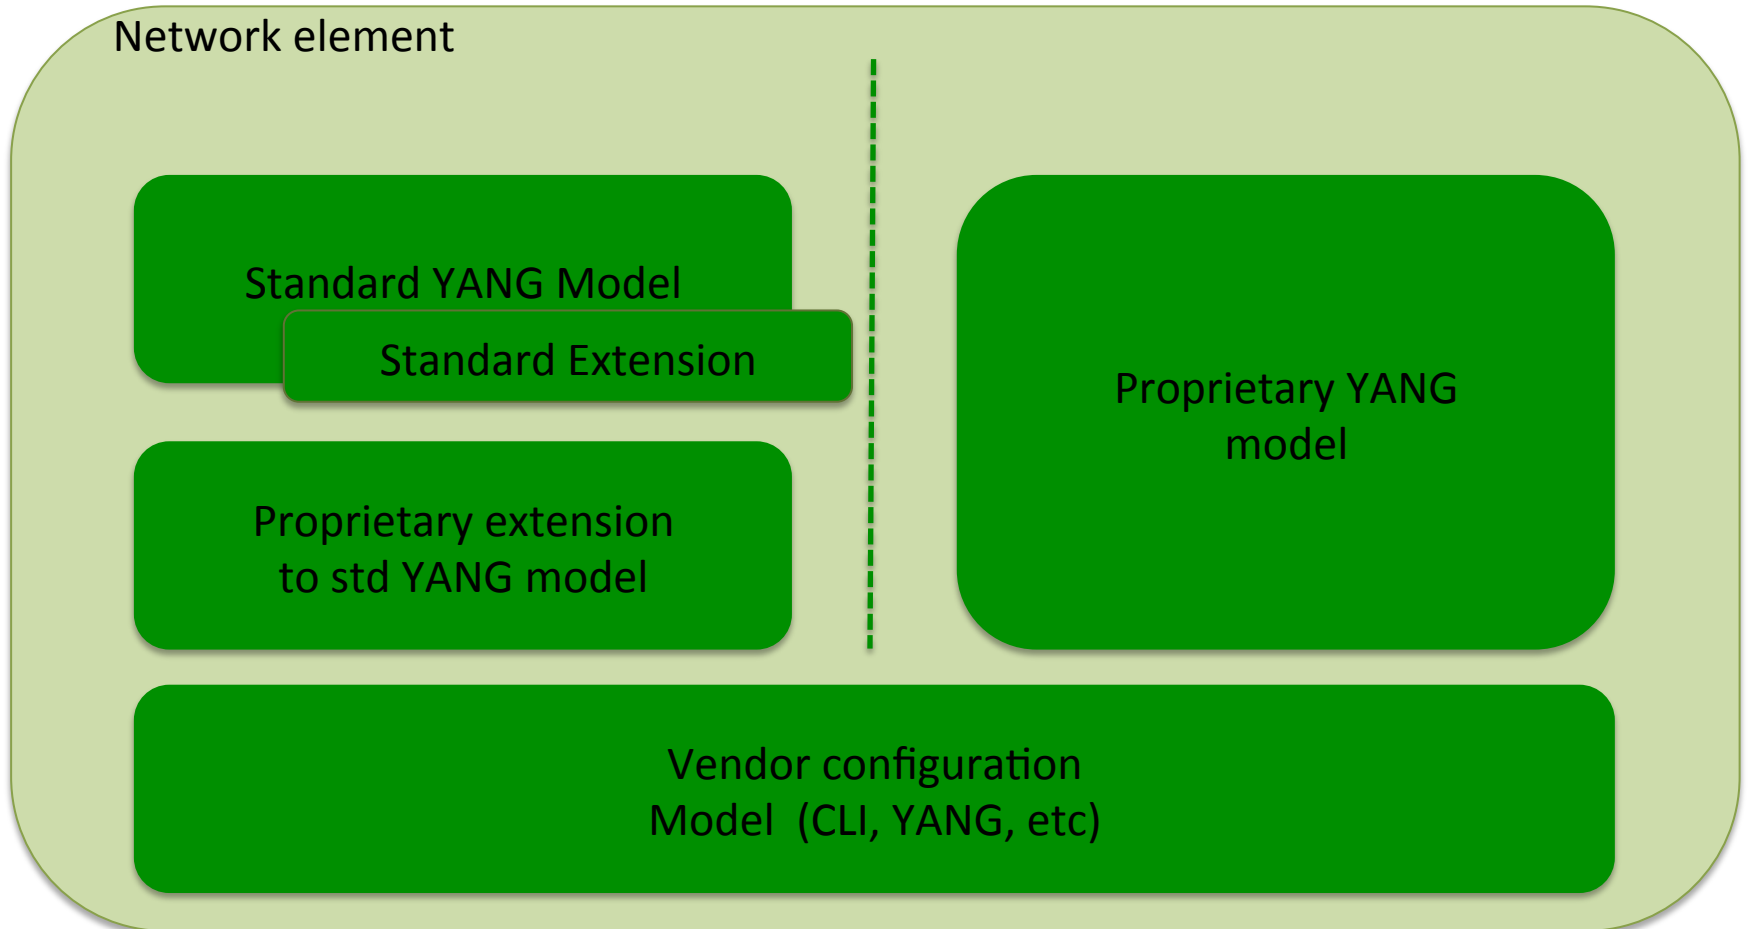 Network element
Standard YANG Model
Standard Extension
Proprietary extension
to std YANG model
Proprietary YANG
model
Vendor configuration
Model (CLI, YANG, etc)